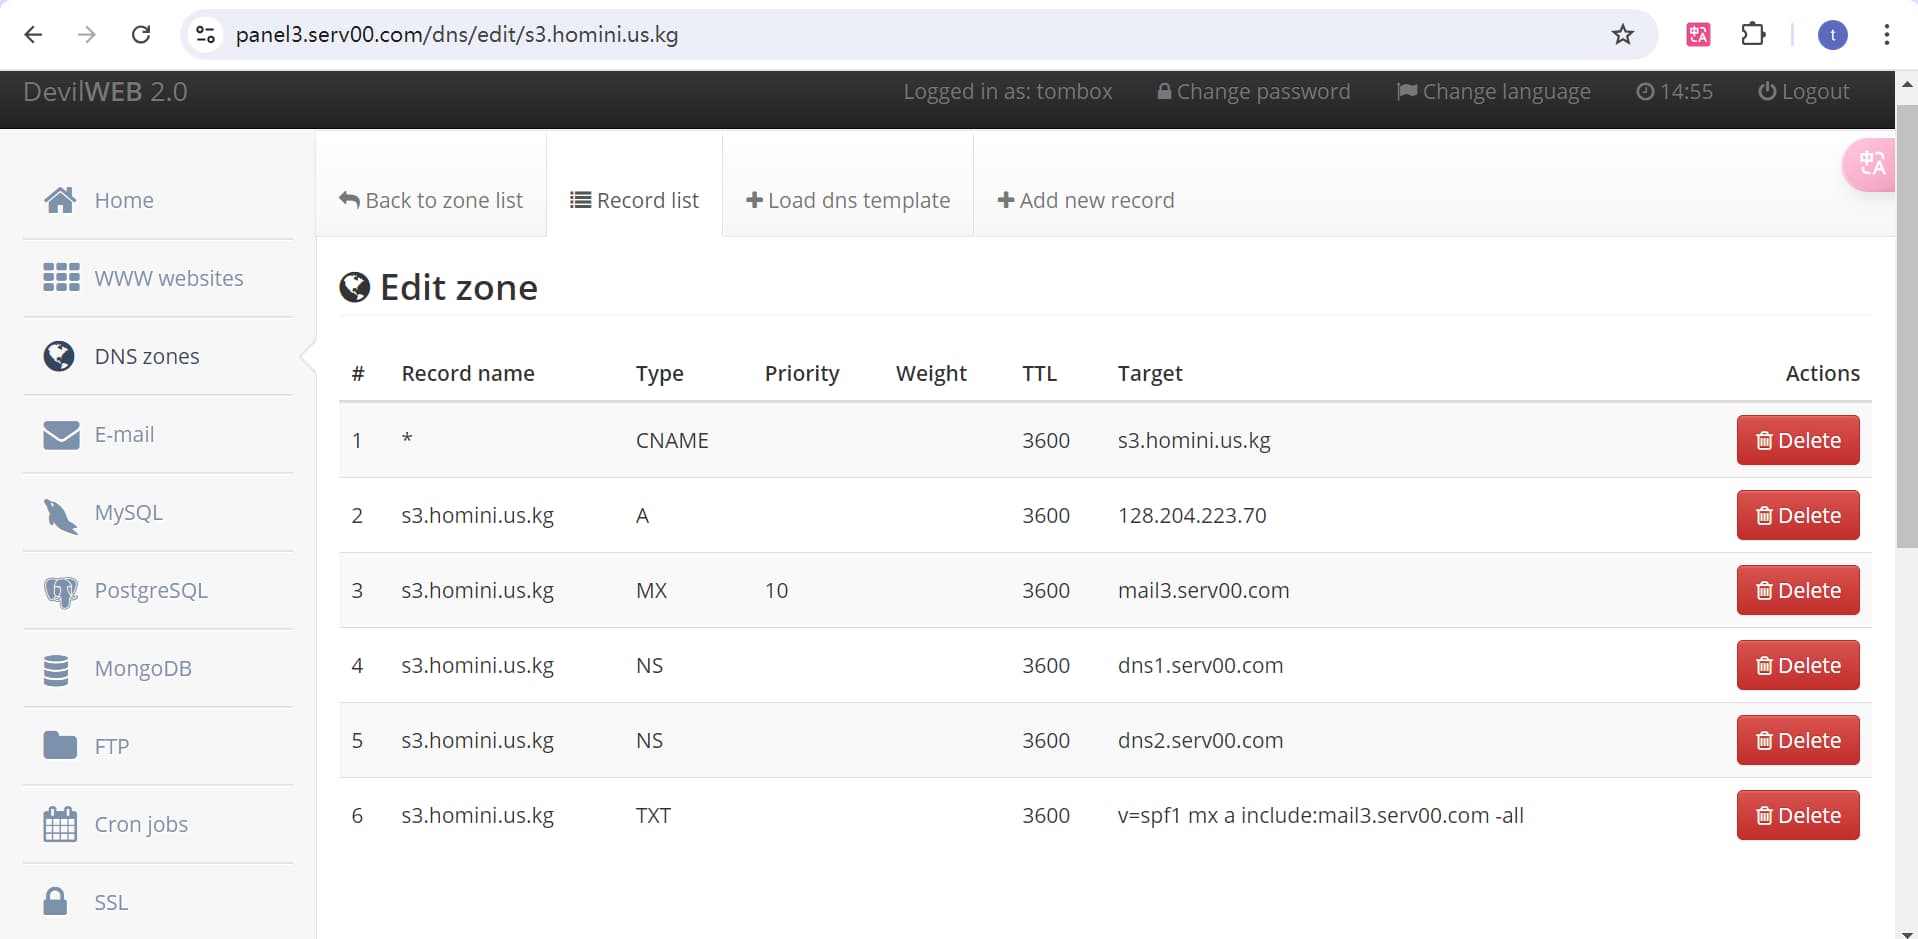 panel3.serv00.com/dns/edit/s3.homini.us.kg
t
DevilWEB 2.0
Logged in as: tombox
Change password
Change language
14:55
Logout
Home
WWW websites
DNS zones
E-mail
MySQL
PostgreSQL
MongoDB
FTP
Cron jobs
SSL
Back to zone list
Record list
Load dns template
Add new record
中A
Edit zone
# Record name Type Priority Weight TTL Target Actions
1 * CNAME 3600 s3.homini.us.kg Delete
2 s3.homini.us.kg A 3600 128.204.223.70 Delete
3 s3.homini.us.kg MX 10 3600 mail3.serv00.com Delete
4 s3.homini.us.kg NS 3600 dns1.serv00.com Delete
5 s3.homini.us.kg NS 3600 dns2.serv00.com Delete
6 s3.homini.us.kg TXT 3600 v=spf1 mx a include:mail3.serv00.com -all Delete